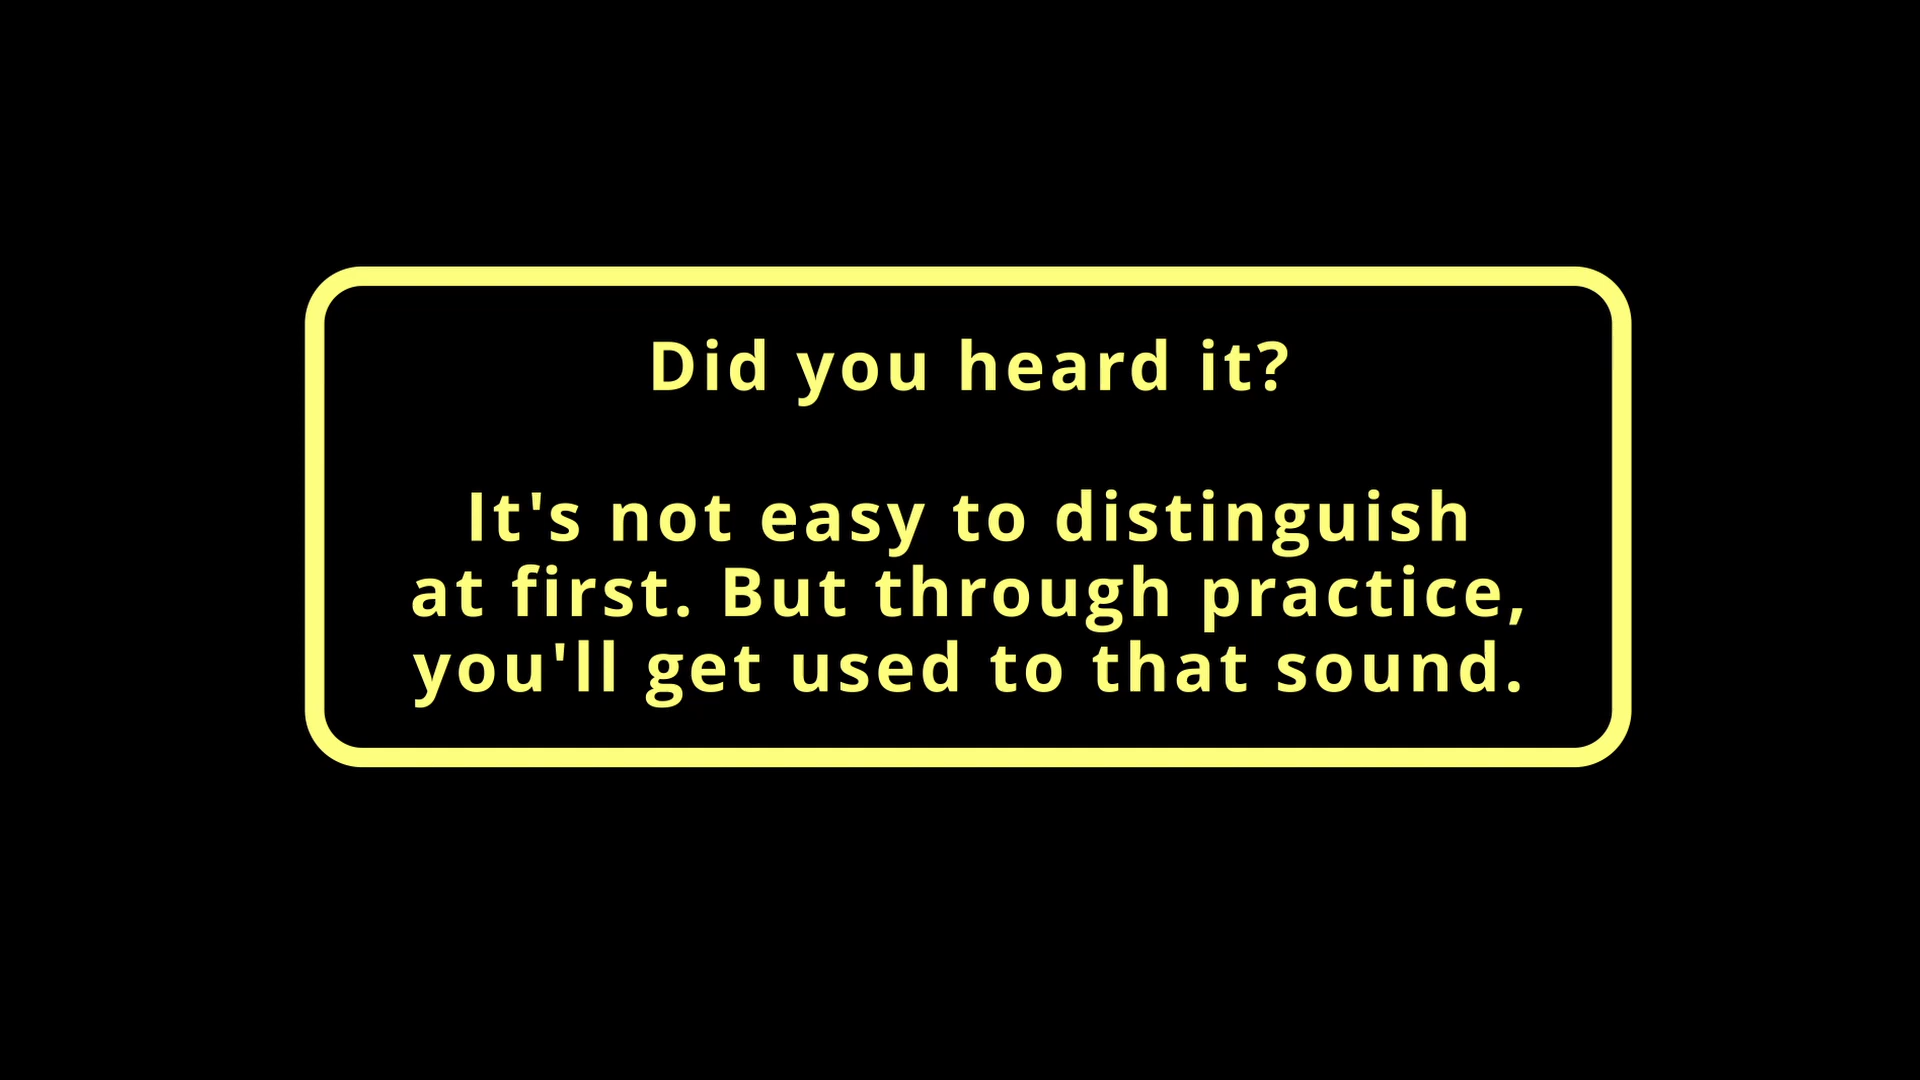 Did you heard it?
It's not easy to distinguish
at first. But through practice,
you'll get used to that sound.